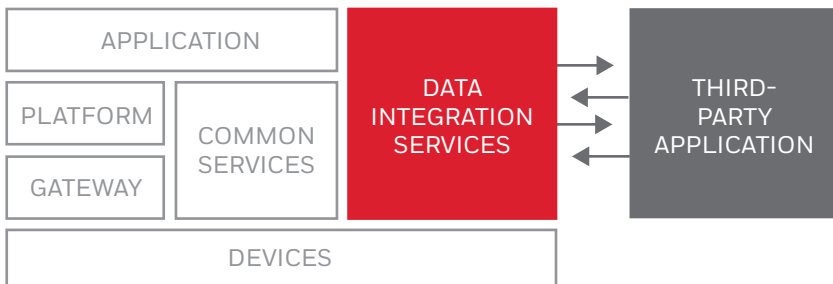 APPLICATION
PLATFORM
GATEWAY
COMMON
SERVICES
DATA
INTEGRATION
SERVICES
THIRD-
PARTY
APPLICATION
DEVICES